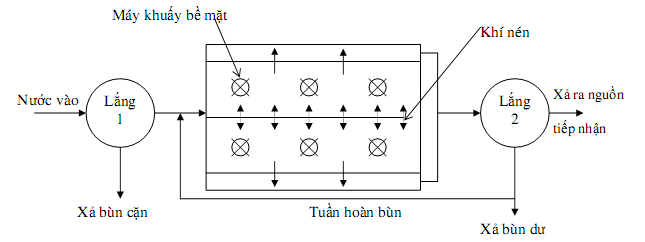 Máy khuấy bề mặt
Khí nén
Nước vào
Lắng
1
Lắng
2
Xả ra nguồn
tiếp nhận
Xả bùn cặn
Tuần hoàn bùn
Xả bùn dư